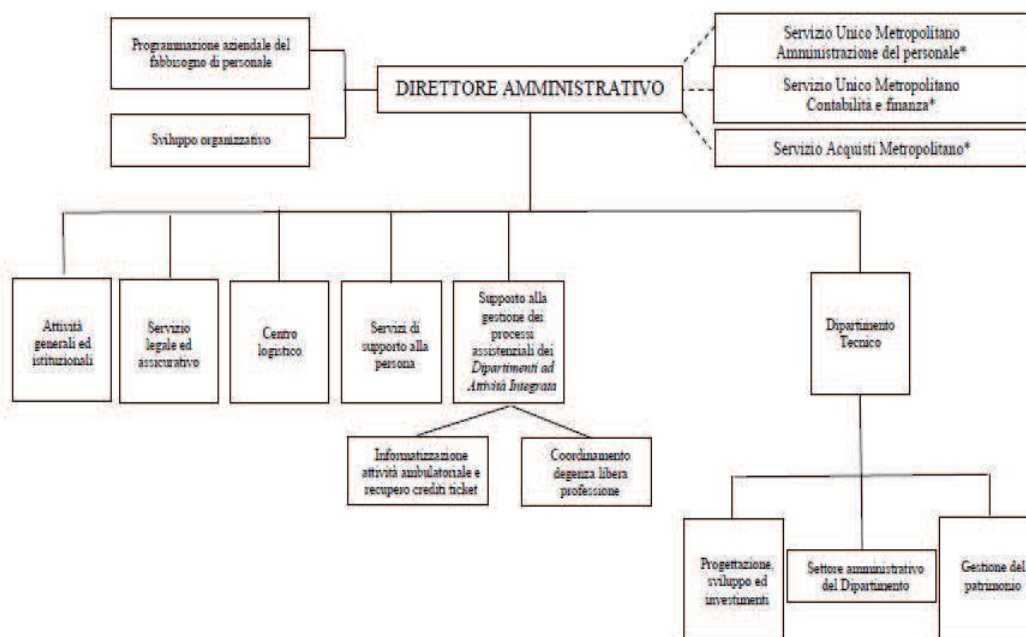 Programmazione aziendale del
fabbisogno di personale
Sviluppo organizzativo
DIRETTORE AMMINISTRATIVO
Servizio Unico Metropolitano
Amministrazione del personale*
Servizio Unico Metropolitano
Contabilità e finanza*
Servizio Acquisti Metropolitano*
Attività
generali ed
istituzionali
Servizio
legale ed
assicurativo
Centro
logistico
Servizi di
supporto alla
persona
Supporto alla
gestione dei
processi
assistenziali dei
Dipartimenti ad
Attività Integrata
Dipartimento
Tecnico
Informatizzazione
attività ambulatoriale e
recupero crediti ticket
Coordinamento
degenza libera
professione
Progettazione,
sviluppo ed
investimenti
Settore amministrativo
del Dipartimento
Gestione del
patrimonio